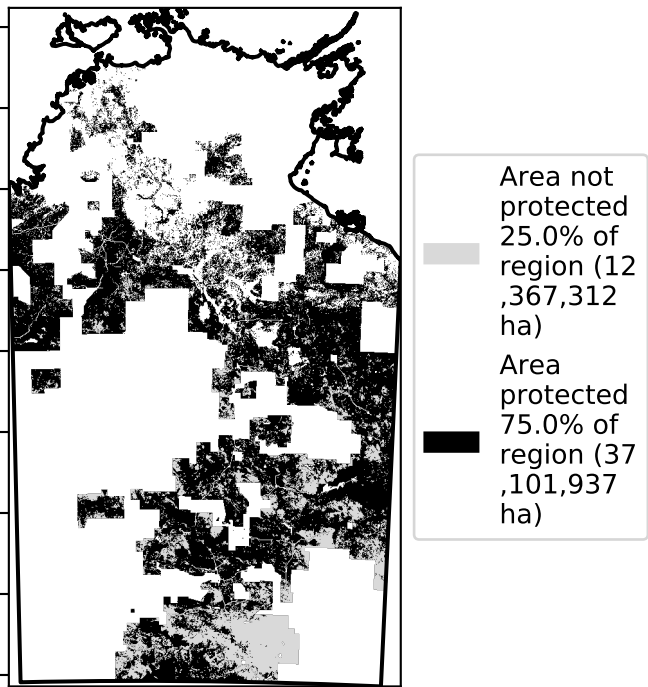 Area not
protected
25.0% of
region (12
,367,312
ha)
Area
protected
75.0% of
region (37
,101,937
ha)